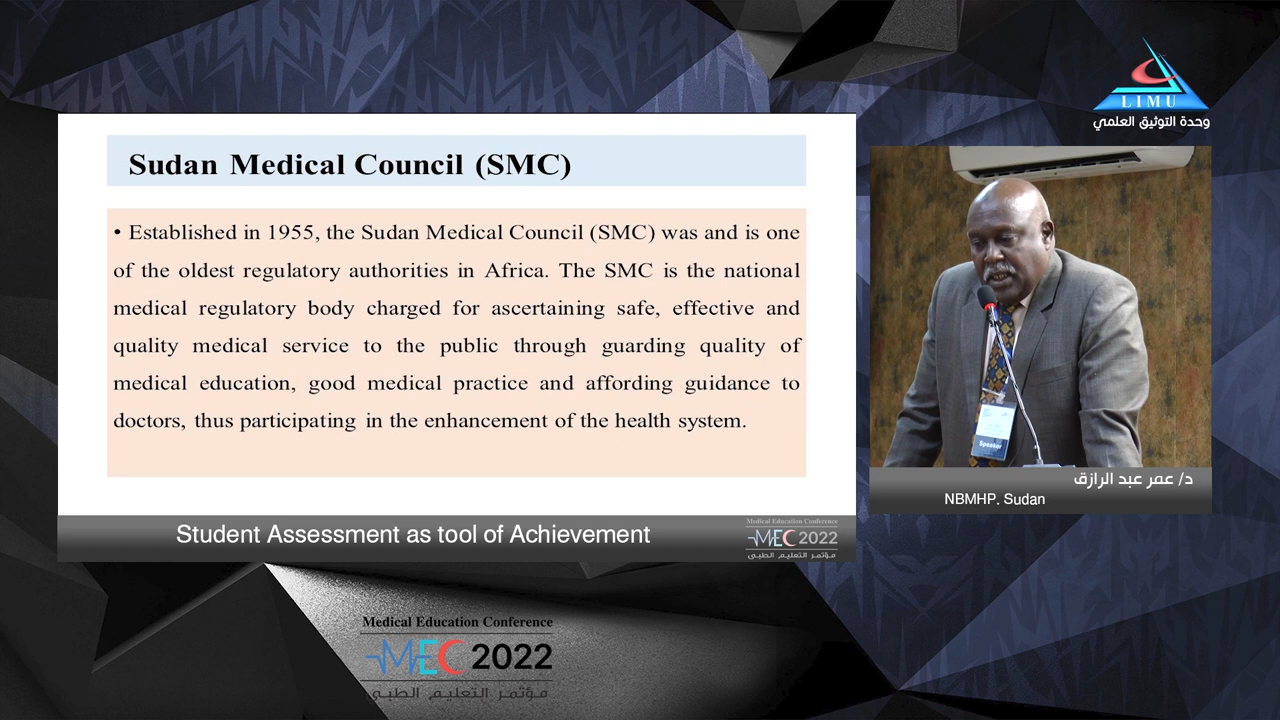 LIMU
وحدة التوثيق العلمي
Sudan Medical Council (SMC)
• Established in 1955, the Sudan Medical Council (SMC) was and is one
of the oldest regulatory authorities in Africa. The SMC is the national
medical regulatory body charged for ascertaining safe, effective and
quality medical service to the public through guarding quality of
medical education, good medical practice and affording guidance to
doctors, thus participating in the enhancement of the health system.
Speaker
د/ عمر عبد الرازق
NBMHP. Sudan
Student Assessment as tool of Achievement
Medical Education Conference
MEC 2022
مؤتمر التعليم الطبي
Medical Education Conference
MEC 2022
مؤتمر التعليم الطبي